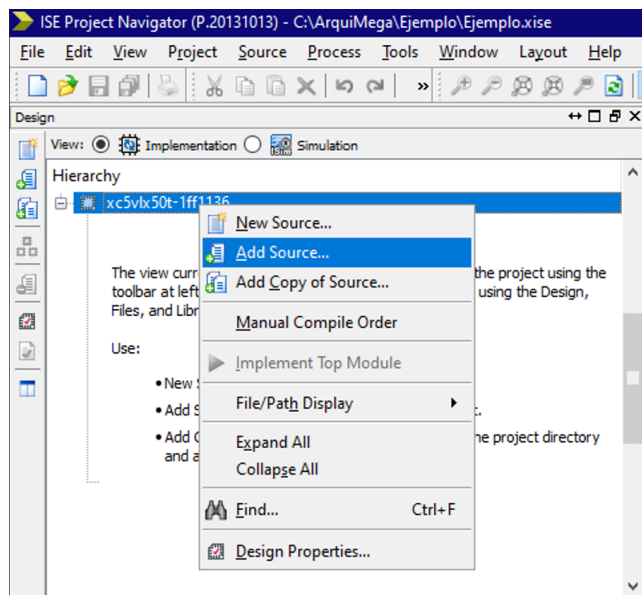 ISE Project Navigator (P.20131013) - C:\ArquiMega\Ejemplo\Ejemplo.xise
File Edit View Project Source Process Tools Window Layout Help
»
Design
View: Implementation Simulation
Hierarchy
xc5vlx50t-1ff1136
New Source...
Add Source...
Add Copy of Source...
Manual Compile Order
Implement Top Module
File/Path Display
Expand All
Collapse All
Find... Ctrl+F
Design Properties...
The view the project using the
toolbar at left using the Design,
Files, and
Use:
• New
• Add
• Add project directory
and